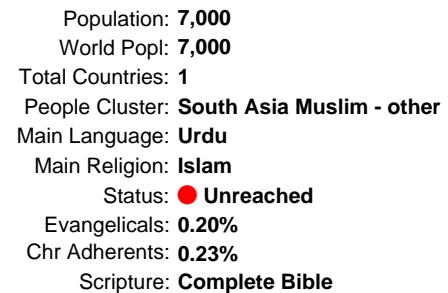 Population: 7,000
World Popl: 7,000
Total Countries: 1
People Cluster: South Asia Muslim - other
Main Language: Urdu
Main Religion: Islam
Status: Unreached
Evangelicals: 0.20%
Chr Adherents: 0.23%
Scripture: Complete Bible